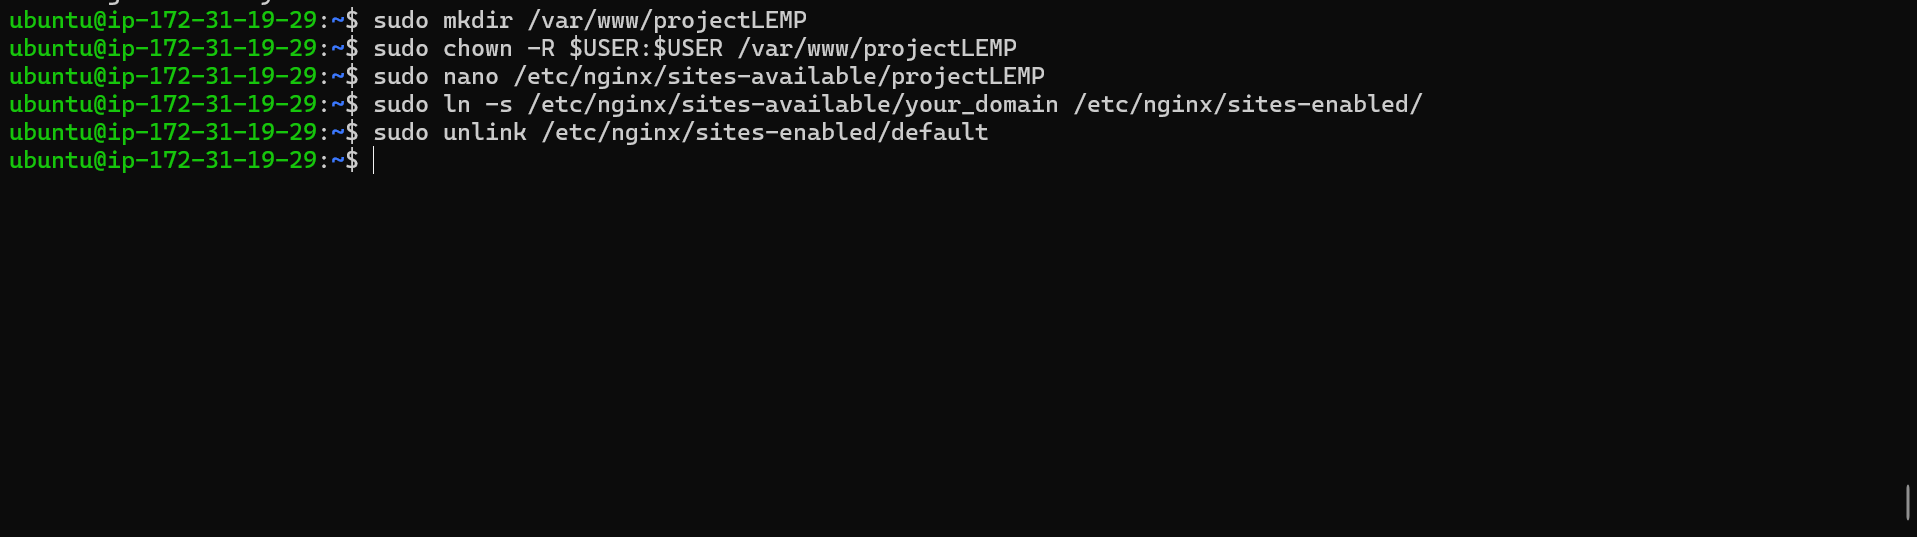 ubuntu@ip-172-31-19-29:~$ sudo mkdir /var/www/projectLEMP
ubuntu@ip-172-31-19-29:~$ sudo chown -R $USER:$USER /var/www/projectLEMP
ubuntu@ip-172-31-19-29:~$ sudo nano /etc/nginx/sites-available/projectLEMP
ubuntu@ip-172-31-19-29:~$ sudo ln -s /etc/nginx/sites-available/your_domain /etc/nginx/sites-enabled/
ubuntu@ip-172-31-19-29:~$ sudo unlink /etc/nginx/sites-enabled/default
ubuntu@ip-172-31-19-29:~$